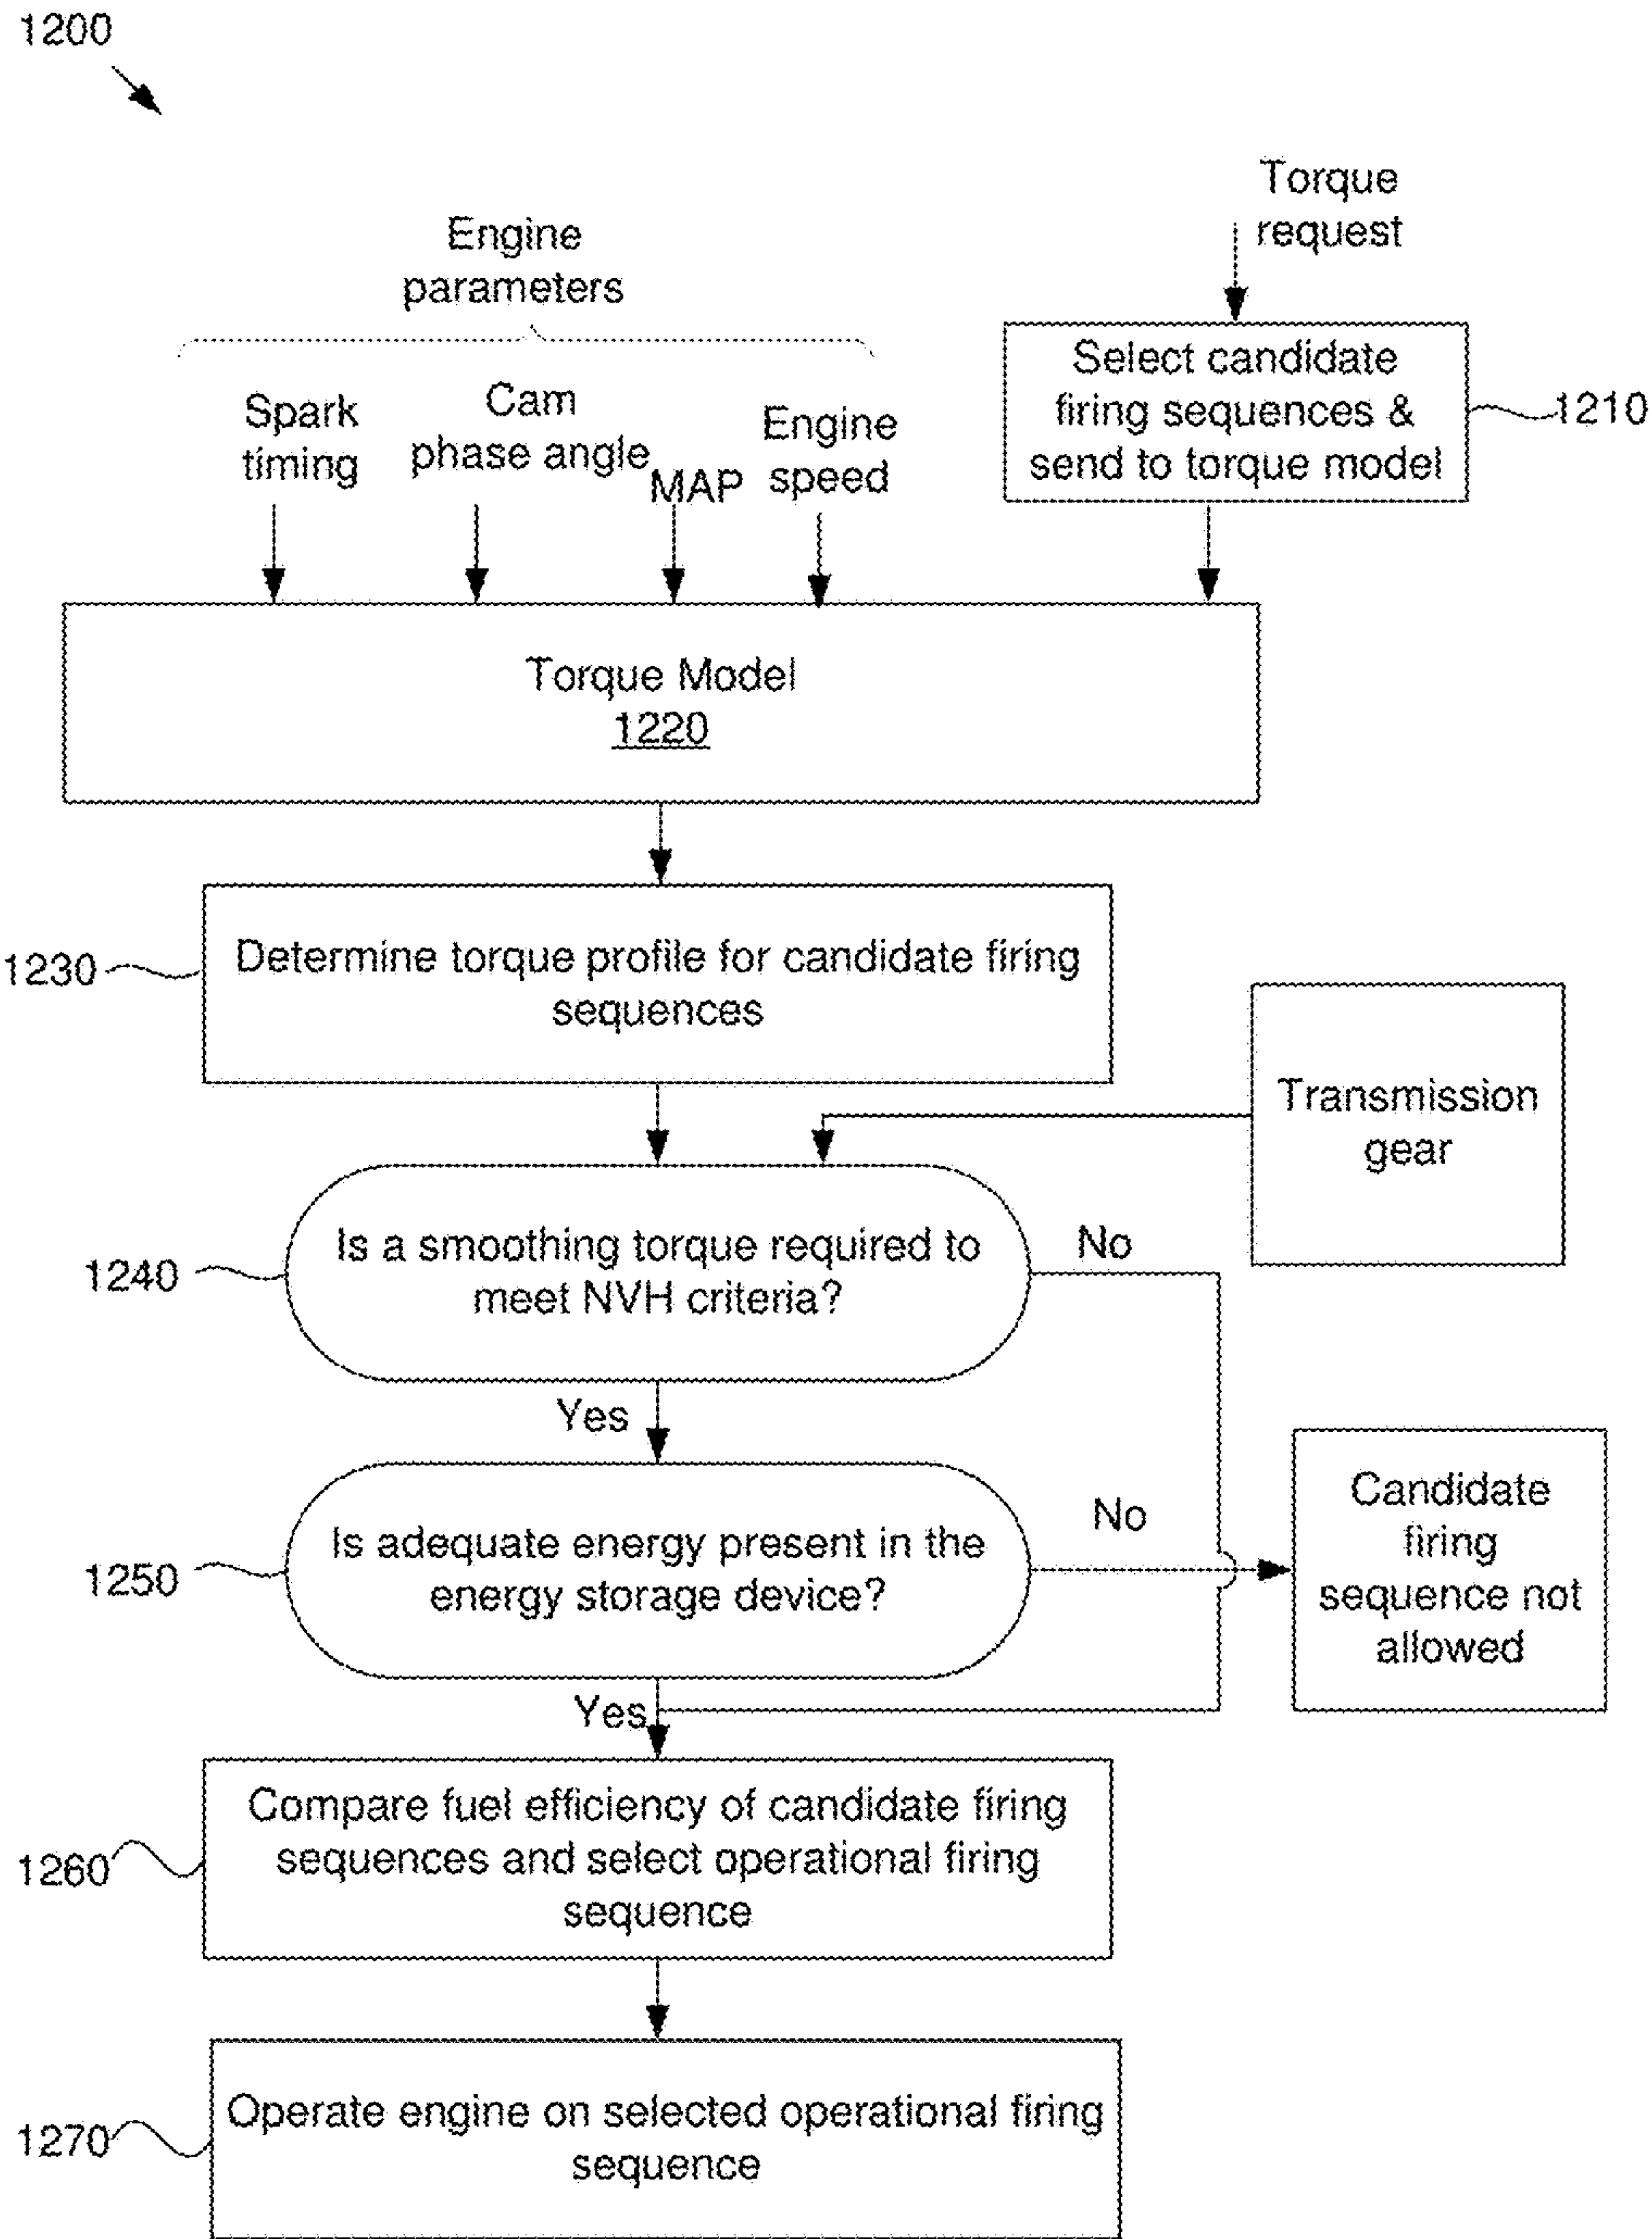 1200
Torque
request
Engine
parameters
Select candidate
firing sequences &
send to torque model
1210
Spark
timing
Cam
phase angle
MAP
Engine
speed
Torque Model
1220
1230
Determine torque profile for candidate firing
sequences
Transmission
gear
1240
Is a smoothing torque required to
meet NVH criteria?
No
Yes
1250
Is adequate energy present in the
energy storage device?
No
Candidate
firing
sequence not
allowed
Yes
1260
Compare fuel efficiency of candidate firing
sequences and select operational firing
sequence
1270
Operate engine on selected operational firing
sequence